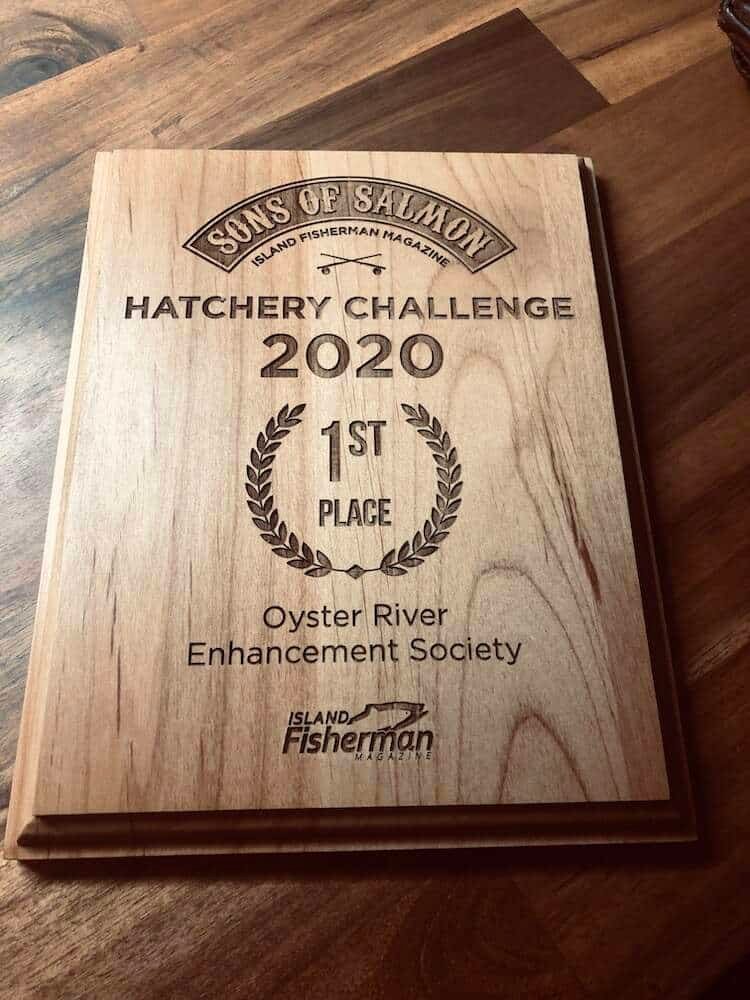 SONS OF SALMON
ISLAND FISHERMAN MAGAZINE
HATCHERY CHALLENGE
2020
1ST
PLACE
Oyster River
Enhancement Society
ISLAND
Fisherman
MAGAZINE